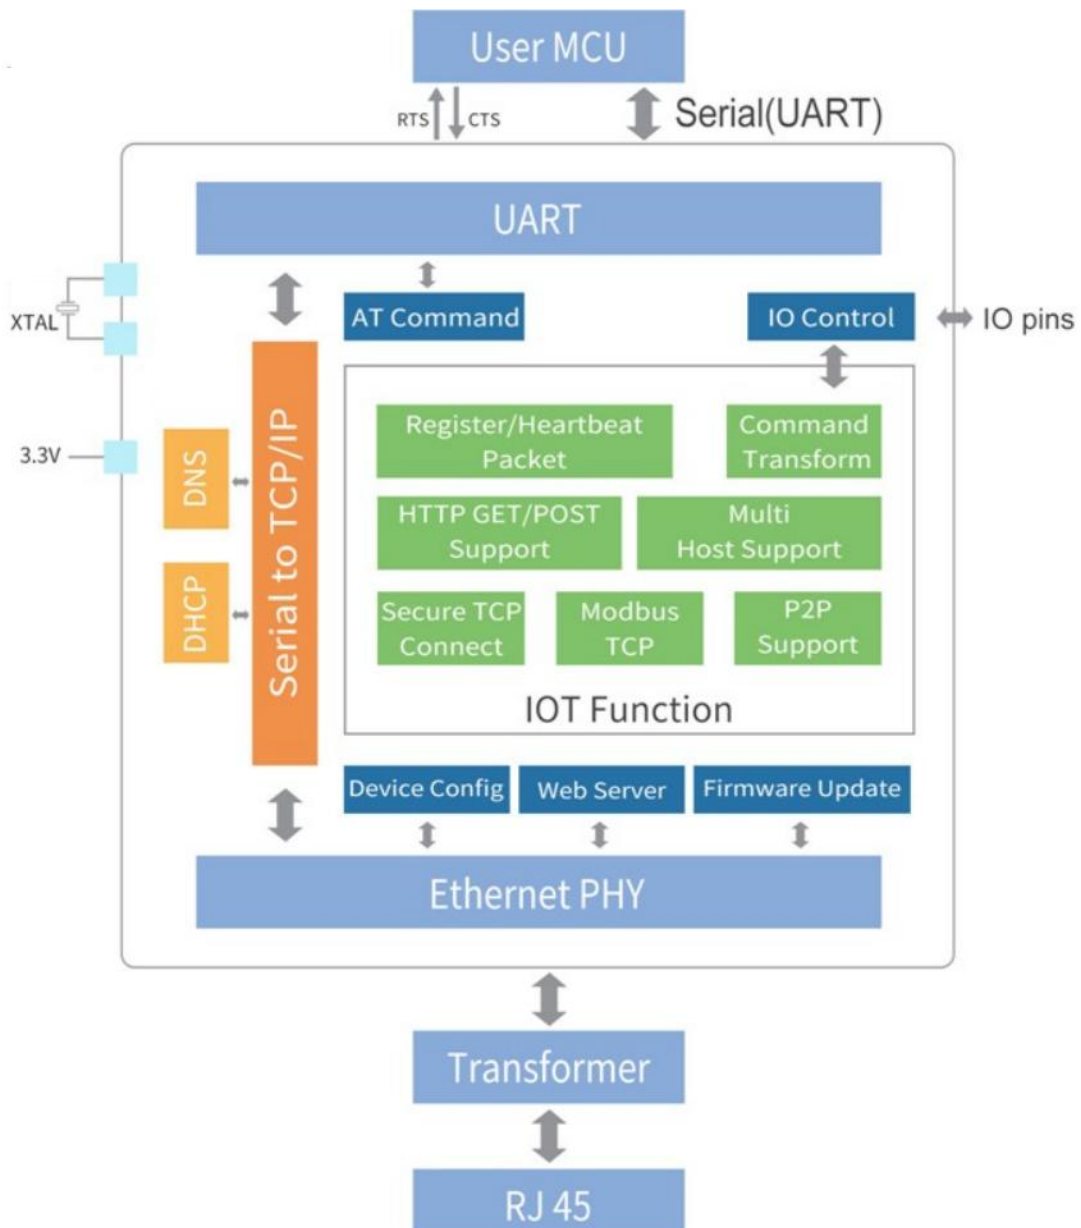 User MCU
RTS
CTS
Serial(UART)
UART
XTAL
AT Command
IO Control
IO pins
3.3V
DNS
DHCP
Serial to TCP/IP
Register/Heartbeat
Packet
Command
Transform
HTTP GET/POST
Support
Multi
Host Support
Secure TCP
Connect
Modbus
TCP
P2P
Support
IOT Function
Device Config
Web Server
Firmware Update
Ethernet PHY
Transformer
RJ 45